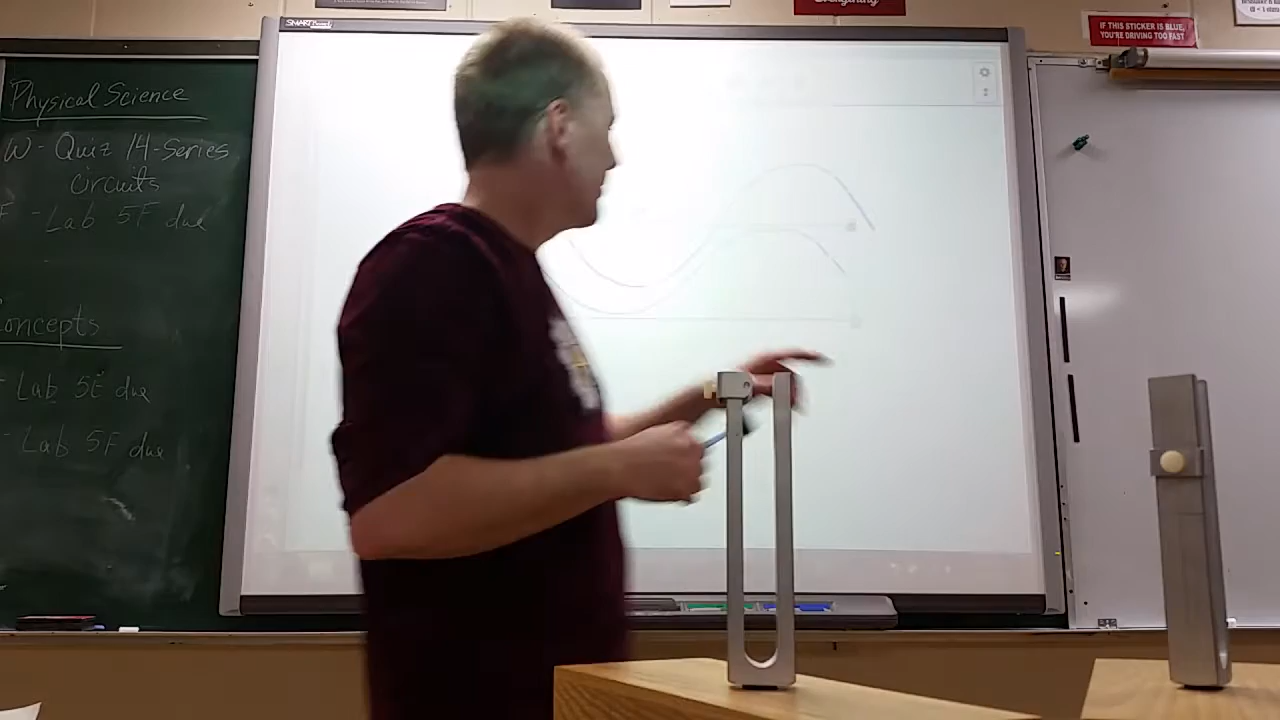 Physical Science
W - Quiz 14-Series
Circuits
F - Lab 5F due
Concepts
- Lab 5E due
- Lab 5F due
SMART
IF THIS STICKER IS BLUE,
YOU'RE DRIVING TOO FAST